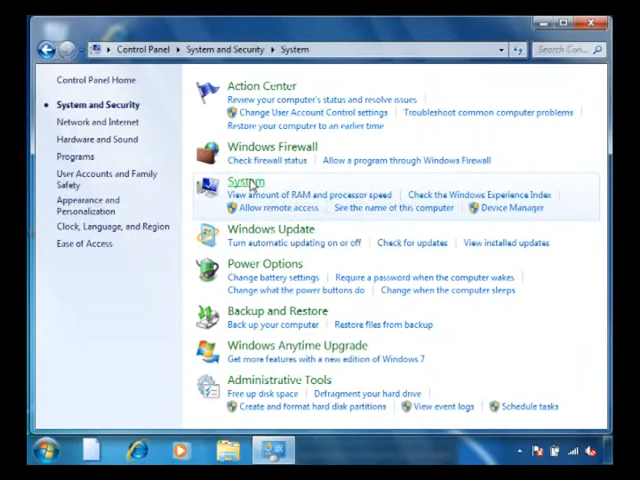 Control Panel ▸ System and Security ▸ System
Search Con...
Control Panel Home
System and Security
Network and Internet
Hardware and Sound
Programs
User Accounts and Family
Safety
Appearance and
Personalization
Clock, Language, and Region
Ease of Access
Action Center
Review your computer's status and resolve issues
Change User Account Control settings
Troubleshoot common computer problems
Restore your computer to an earlier time
Windows Firewall
Check firewall status
Allow a program through Windows Firewall
System
View amount of RAM and processor speed
Check the Windows Experience Index
Allow remote access
See the name of this computer
Device Manager
Windows Update
Turn automatic updating on or off
Check for updates
View installed updates
Power Options
Change battery settings
Require a password when the computer wakes
Change what the power buttons do
Change when the computer sleeps
Backup and Restore
Back up your computer
Restore files from backup
Windows Anytime Upgrade
Get more features with a new edition of Windows 7
Administrative Tools
Free up disk space
Defragment your hard drive
Create and format hard disk partitions
View event logs
Schedule tasks